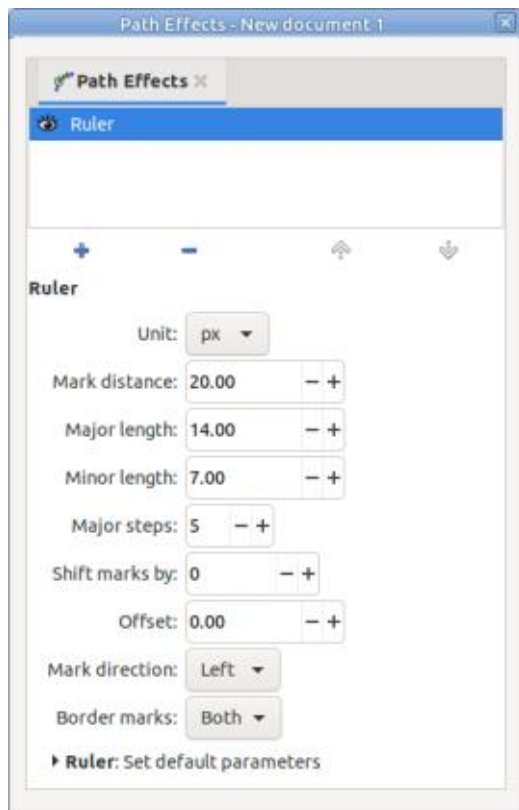 Path Effects - New document 1
Path Effects
Ruler
Ruler
Unit: px
Mark distance: 20.00
Major length: 14.00
Minor length: 7.00
Major steps: 5
Shift marks by: 0
Offset: 0.00
Mark direction: Left
Border marks: Both
Ruler: Set default parameters